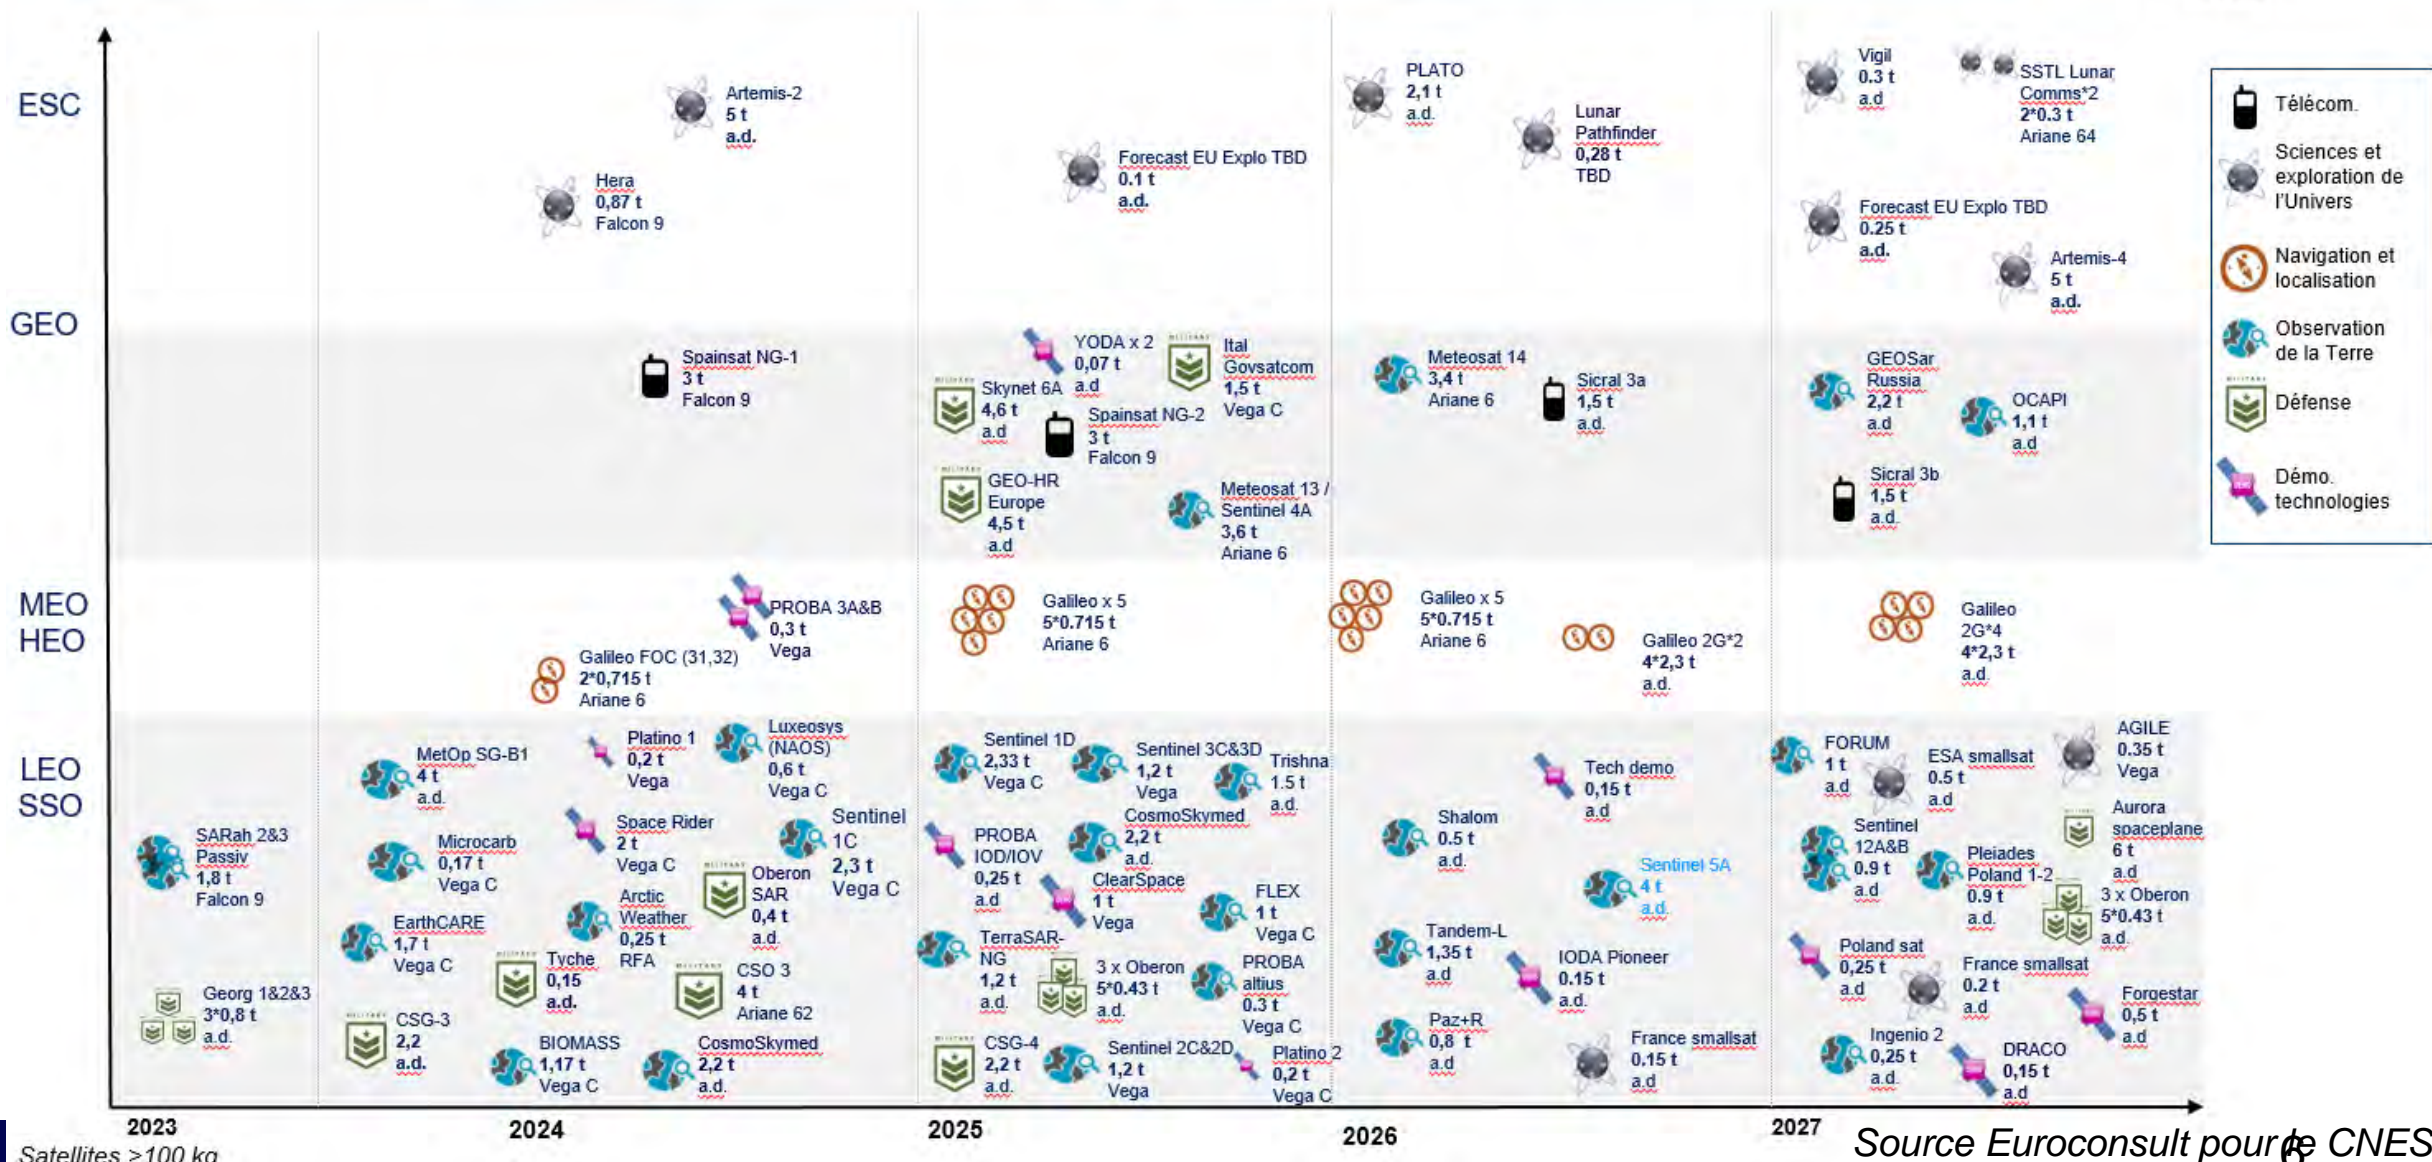 ESC
Artemis-2
5 t
a.d.
Hera
0,87 t
Falcon 9
Forecast EU Explo TBD
0.1 t
a.d.
PLATO
2,1 t
a.d.
Lunar
Pathfinder
0,28 t
TBD
Vigil
0.3 t
a.d
SSTL Lunar
Comms*2
2*0.3 t
Ariane 64
Forecast EU Explo TBD
0.25 t
a.d.
Artemis-4
5 t
a.d.
GEO
Spainsat NG-1
3 t
Falcon 9
YODA x 2
0,07 t
a.d
MILITARY
Ital
Govsatcom
1,5 t
Vega C
MILITARY
Skynet 6A
4,6 t
a.d
Spainsat NG-2
3 t
Falcon 9
MILITARY
GEO-HR
Europe
4,5 t
a.d
Meteosat 13 /
Sentinel 4A
3,6 t
Ariane 6
Meteosat 14
3,4 t
Ariane 6
Sicral 3a
1,5 t
a.d.
GEOSar
Russia
2,2 t
a.d
OCAPI
1,1 t
a.d
Sicral 3b
1,5 t
a.d.
MEO
HEO
PROBA 3A&B
0,3 t
Vega
Galileo FOC (31,32)
2*0,715 t
Ariane 6
Galileo x 5
5*0.715 t
Ariane 6
Galileo x 5
5*0.715 t
Ariane 6
Galileo 2G*2
4*2,3 t
a.d.
Galileo
2G*4
4*2,3 t
a.d.
LEO
SSO
SARah 2&3
Passiv
1,8 t
Falcon 9
Georg 1&2&3
3*0,8 t
a.d.
MetOp SG-B1
4 t
a.d.
Microcarb
0,17 t
Vega C
EarthCARE
1,7 t
Vega C
MILITARY
CSG-3
2,2
a.d.
Platino 1
0,2 t
Vega
Luxeosys
(NAOS)
0,6 t
Vega C
Space Rider
2 t
Vega C
Sentinel
1C
2,3 t
Vega C
MILITARY
Oberon
SAR
0,4 t
a.d.
Arctic
Weather
0,25 t
RFA
MILITARY
Tyche
0,15
a.d.
MILITARY
CSO 3
4 t
Ariane 62
BIOMASS
1,17 t
Vega C
CosmoSkymed
2,2 t
a.d.
Sentinel 1D
2,33 t
Vega C
Sentinel 3C&3D
1,2 t
Vega
Trishna
1.5 t
a.d.
PROBA
IOD/IOV
0,25 t
a.d
CosmoSkymed
2,2 t
a.d.
ClearSpace
1 t
Vega
FLEX
1 t
Vega C
TerraSAR-
NG
1,2 t
a.d.
3 x Oberon
5*0.43 t
a.d.
PROBA
altius
0.3 t
Vega C
MILITARY
CSG-4
2,2 t
a.d.
Sentinel 2C&2D
1,2 t
Vega
Platino 2
0,2 t
Vega C
Tech demo
0,15 t
a.d
Shalom
0.5 t
a.d.
Sentinel 5A
4 t
a.d.
Tandem-L
1,35 t
a.d
IODA Pioneer
0.15 t
a.d.
Paz+R
0,8 t
a.d
France smallsat
0.15 t
a.d
FORUM
1 t
a.d
ESA smallsat
0.5 t
a.d
AGILE
0.35 t
Vega
Sentinel
12A&B
0.9 t
a.d
Pleiades
Poland 1-2
0.9 t
a.d.
Aurora
spaceplane
6 t
a.d
3 x Oberon
5*0.43 t
a.d.
Poland sat
0,25 t
a.d
France smallsat
0.2 t
a.d
Forgestar
0,5 t
a.d
Ingenio 2
0,25 t
a.d.
DRACO
0,15 t
a.d
Télécom.
Sciences et
exploration de
l'Univers
Navigation et
localisation
Observation
de la Terre
MILITARY
Défense
Démo.
technologies
2023
2024
2025
2026
2027
Satellites >100 kg
Source Euroconsult pour le CNES
6